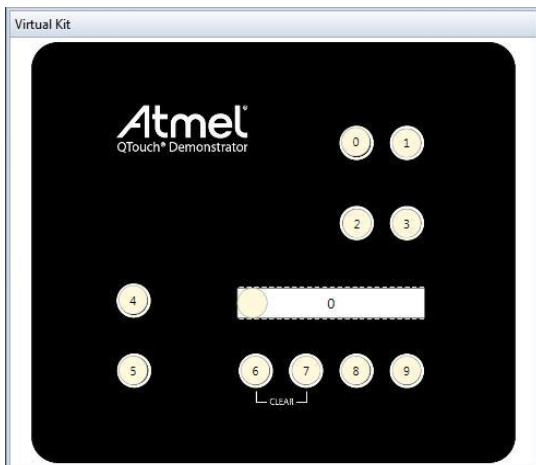 Virtual Kit
Atmel®
QTouch® Demonstrator
0 1
2 3
4 0
5 6 7 8 9
CLEAR